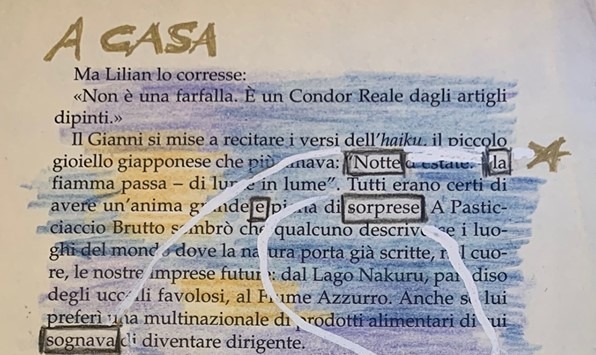 A CASA
Ma Lilian lo corresse:
«Non è una farfalla. È un Condor Reale dagli artigli
dipinti.»
Il Gianni si mise a recitare i versi dell'haiku, il piccolo
gioiello giapponese che più amava: “Notte d'estate: la
fiamma passa – di lume in lume”. Tutti erano certi di
avere un'anima grande e piena di sorprese. A Pastic-
ciaccio Brutto sembrò che qualcuno descrivesse i luo-
ghi del mondo dove la natura porta già scritte, nel cuo-
re, le nostre imprese future: dal Lago Nakuru, paradiso
degli uccelli favolosi, al Fiume Azzurro. Anche se lui
preferì una multinazionale di prodotti alimentari di cui
sognava di diventare dirigente.